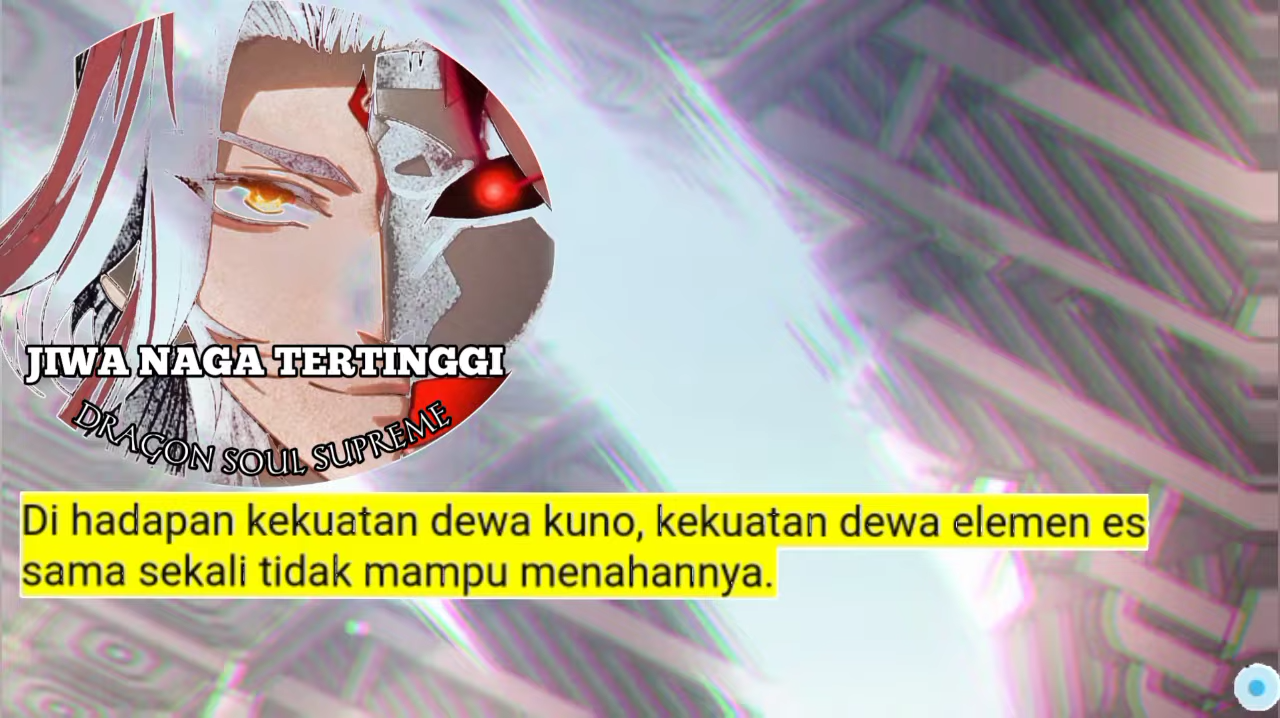 JIWA NAGA TERTINGGI
DRAGON SOUL SUPREME
Di hadapan kekuatan dewa kuno, kekuatan dewa elemen es
sama sekali tidak mampu menahannya.